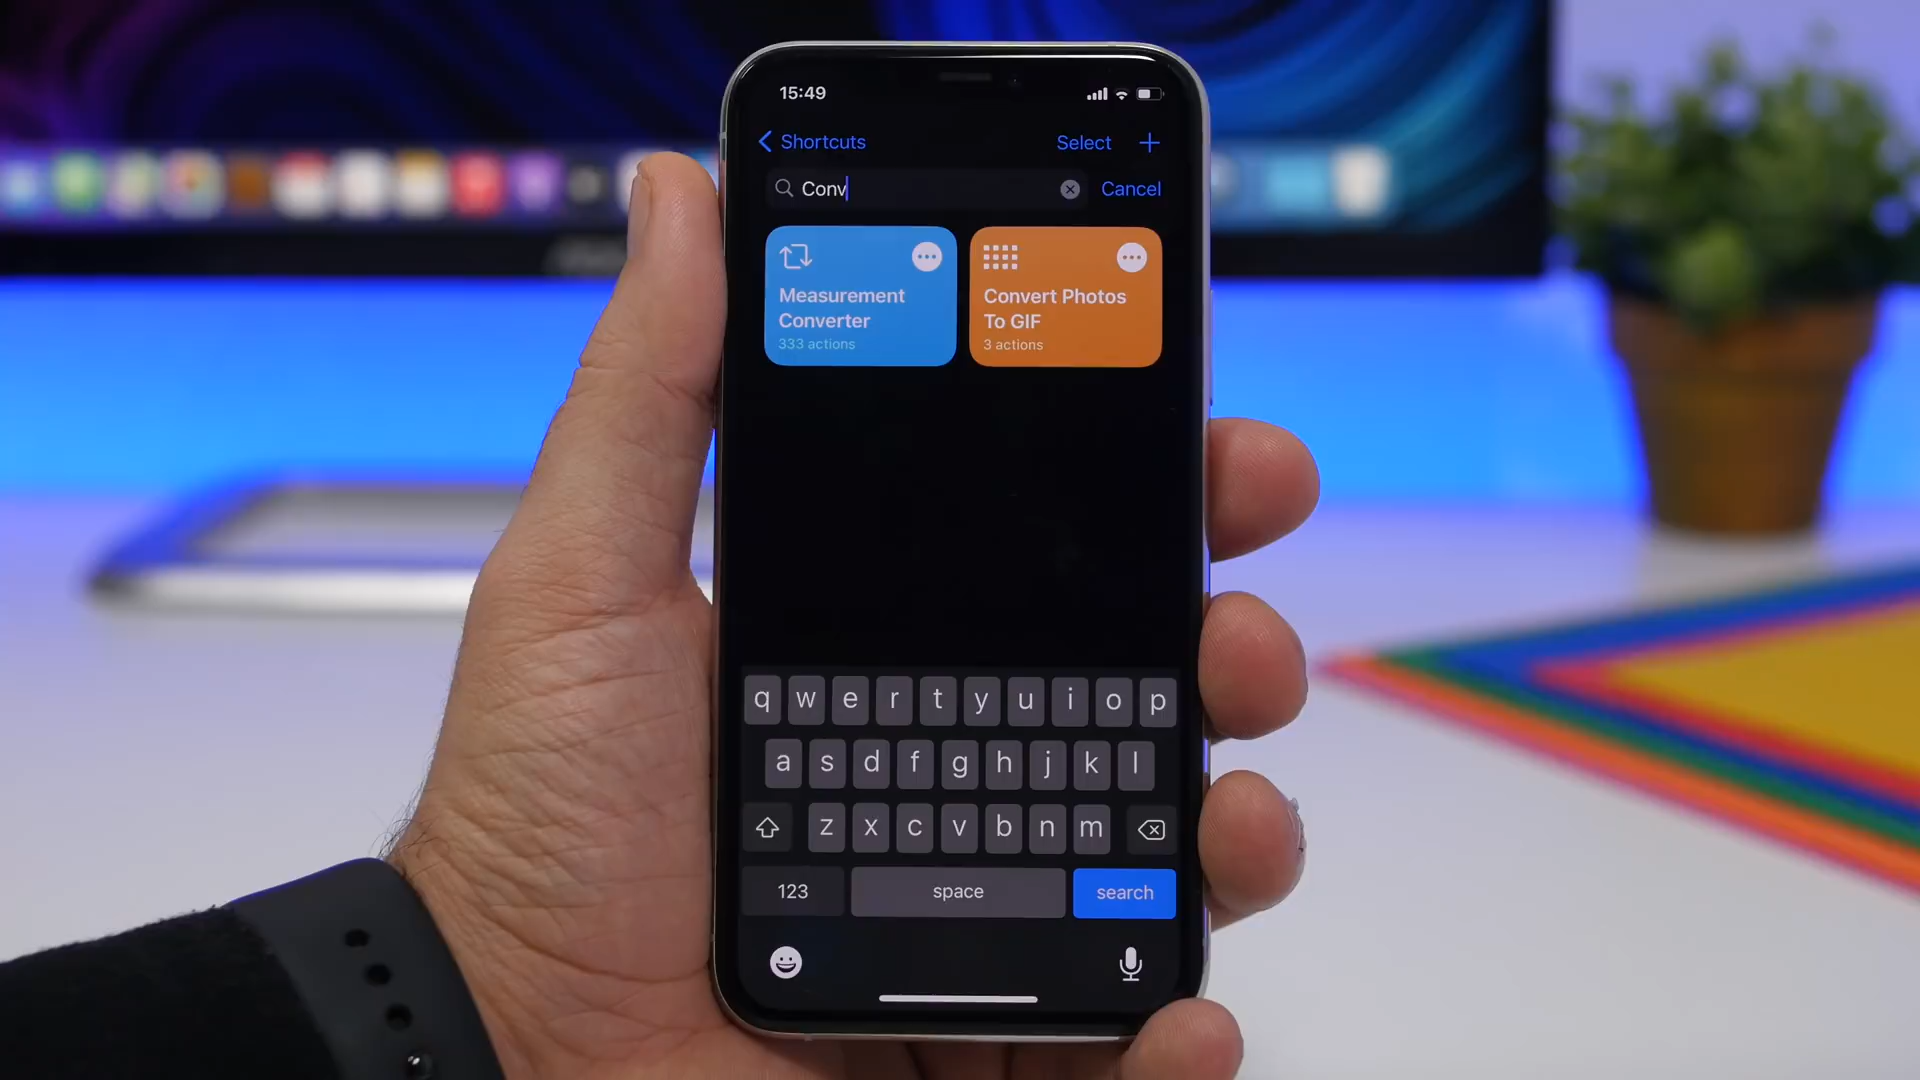 15:49
Shortcuts Select
Conv Cancel
Measurement
Converter
333 actions
Convert Photos
To GIF
3 actions
q w e r t y u i o p
a s d f g h j k l
z x c v b n m
123 space search